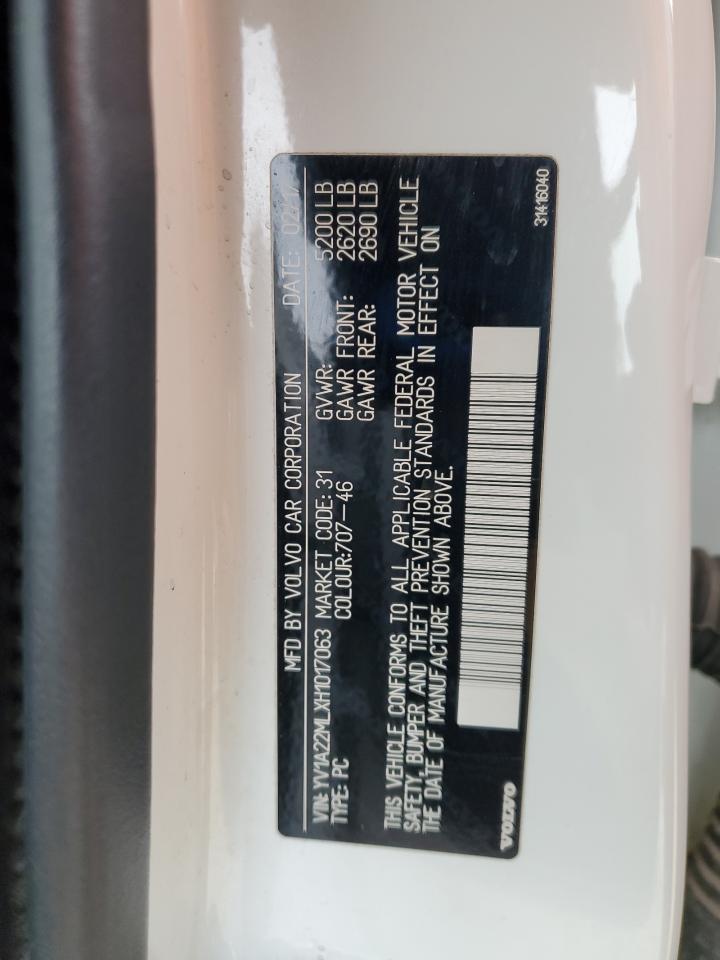 MFD BY VOLVO CAR CORPORATION DATE:
VIN: YV1A22MLXH1017063 MARKET CODE: 31 GVWR: 5200 LB
TYPE: PC COLOUR:707-46 GAWR FRONT: 2620 LB
GAWR REAR: 2690 LB
THIS VEHICLE CONFORMS TO ALL APPLICABLE FEDERAL MOTOR VEHICLE
SAFETY, BUMPER AND THEFT PREVENTION STANDARDS IN EFFECT ON
THE DATE OF MANUFACTURE SHOWN ABOVE.
VOLVO
31416040